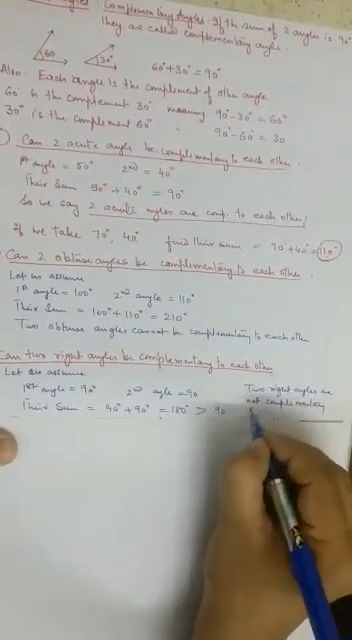 Complementary Angles: If the sum of 2 angles is 90°
they are called complementary angle.
60° 30° 60°+30° = 90°
Also: Each angle is the complement of other angle
60° is the complement 30° meaning 90°-30° = 60°
30° is the complement 60° " 90°-60° = 30
Can 2 acute angles be complementary to each other.
1st angle = 50° 2nd = 40°
Their Sum 50° + 40° = 90°
So we say 2 acute angles are comp. to each other/
If we take 70°, 40° find their sum = 70°+40° = 110°
Can 2 obtuse angles be complementary to each other.
Let us assume
1st angle = 100° 2nd angle = 110°
Their Sum = 100° + 110° = 210°
Two obtuse angles cannot be complementary to each other
Can two right angles be complementary to each other
Let us assume
1st angle = 90° 2nd angle = 90 Two right angles are
Their Sum = 90° + 90° = 180° > 90 not complementary